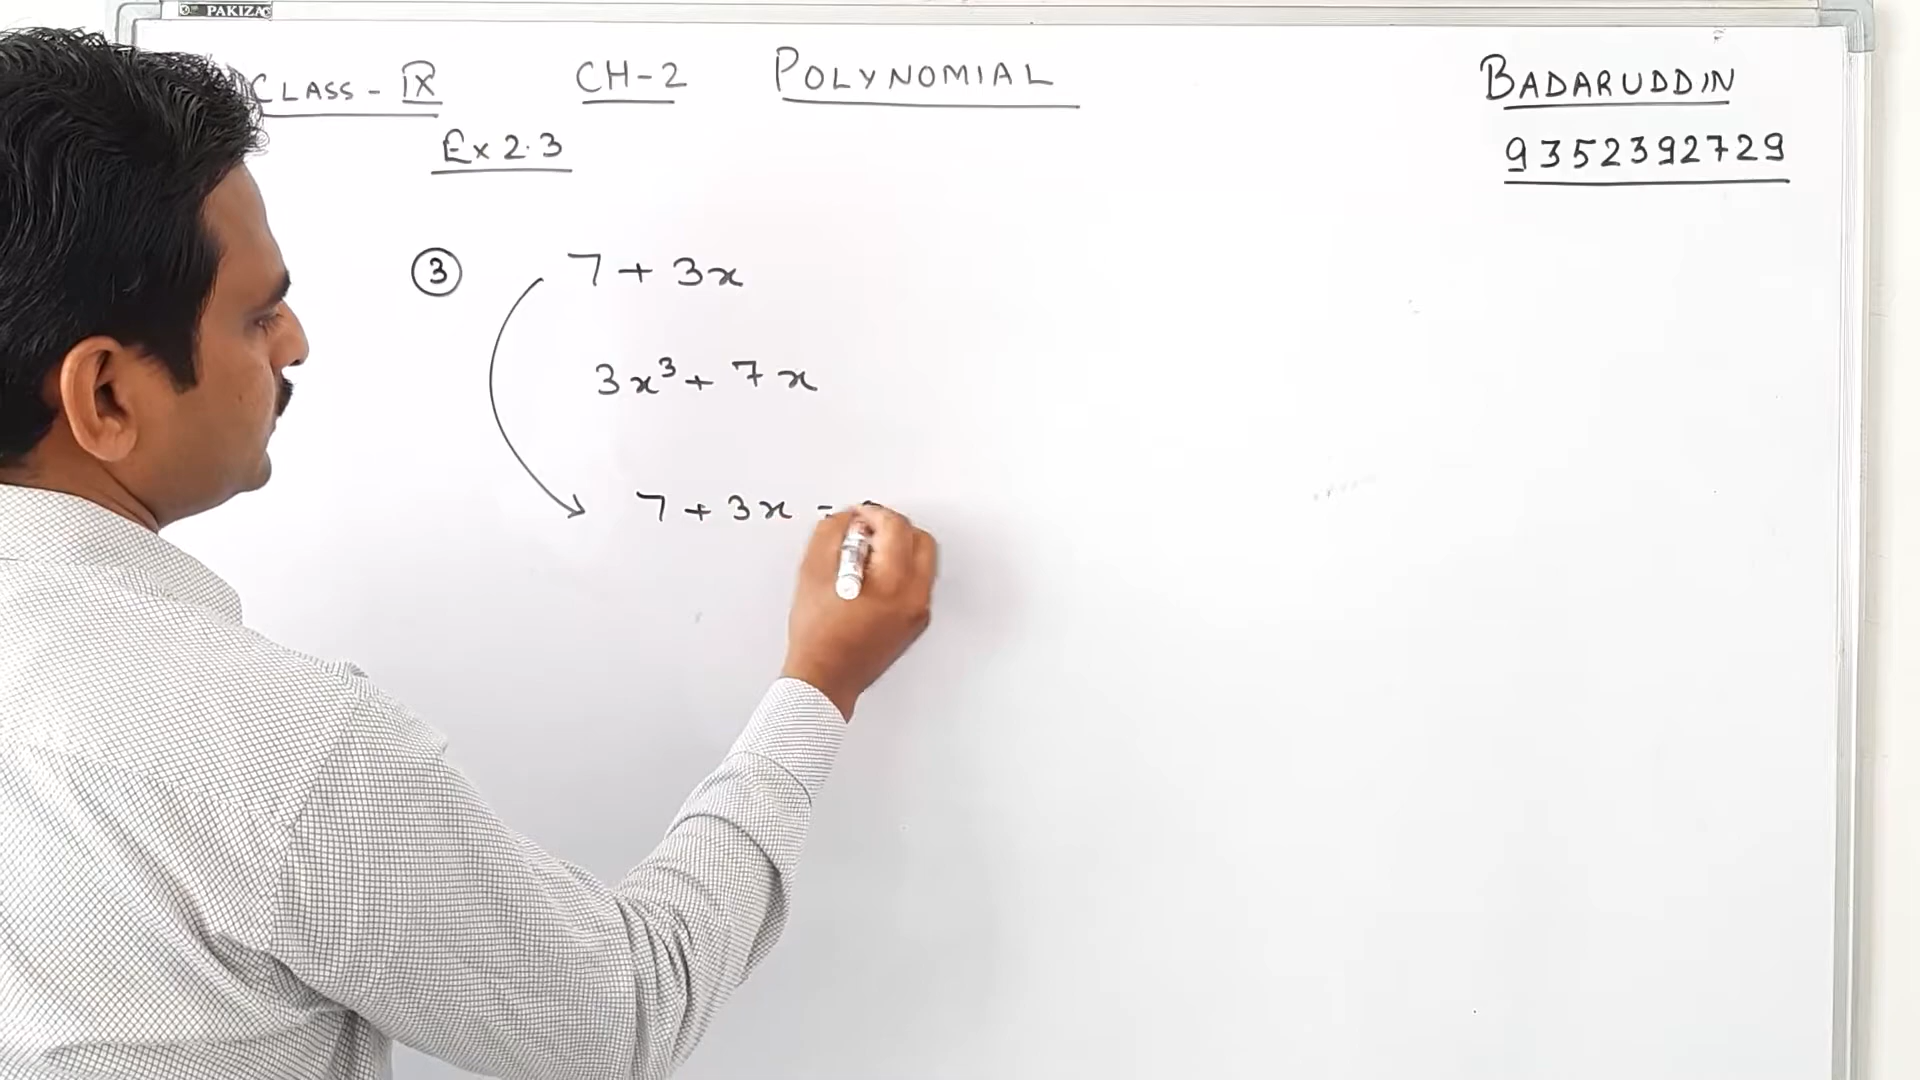 PAKIZA
CLASS - IX CH-2 POLYNOMIAL
BADARUDDIN
9352392729
Ex 2.3
③ 7 + 3x
3x³ + 7x
7 + 3x =